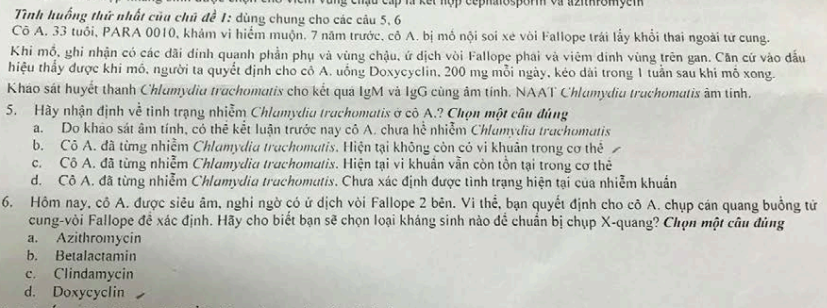 chụp cấp là kết hợp cephalosporin và azithromycin
Tình huống thứ nhất của chủ đề 1: dùng chung cho các câu 5, 6
Cô A. 33 tuổi, PARA 0010, khám vì hiếm muộn. 7 năm trước, cô A. bị mổ nội soi xẻ vòi Fallope trái lấy khối thai ngoài tử cung.
Khi mổ, ghi nhận có các dải dính quanh phần phụ và vùng chậu, ứ dịch vòi Fallope phải và viêm dính vùng trên gan. Căn cứ vào dấu
hiệu thấy được khi mổ, người ta quyết định cho cô A. uống Doxycyclin, 200 mg mỗi ngày, kéo dài trong 1 tuần sau khi mổ xong.
Khảo sát huyết thanh Chlamydia trachomatis cho kết quả IgM và IgG cùng âm tính. NAAT Chlamydia trachomatis âm tính.
5. Hãy nhận định về tình trạng nhiễm Chlamydia trachomatis ở cô A.? Chọn một câu đúng
a. Do khảo sát âm tính, có thể kết luận trước nay cô A. chưa hề nhiễm Chlamydia trachomatis
b. Cô A. đã từng nhiễm Chlamydia trachomatis. Hiện tại không còn có vi khuẩn trong cơ thể
c. Cô A. đã từng nhiễm Chlamydia trachomatis. Hiện tại vi khuẩn vẫn còn tồn tại trong cơ thể
d. Cô A. đã từng nhiễm Chlamydia trachomatis. Chưa xác định được tình trạng hiện tại của nhiễm khuẩn
6. Hôm nay, cô A. được siêu âm, nghi ngờ có ứ dịch vòi Fallope 2 bên. Vì thế, bạn quyết định cho cô A. chụp cản quang buồng tử
cung-vòi Fallope để xác định. Hãy cho biết bạn sẽ chọn loại kháng sinh nào để chuẩn bị chụp X-quang? Chọn một câu đúng
a. Azithromycin
b. Betalactamin
c. Clindamycin
d. Doxycyclin